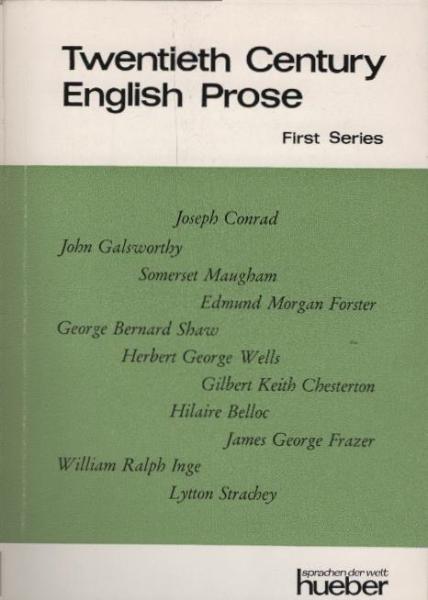 Twentieth Century
English Prose
First Series
Joseph Conrad
John Galsworthy
Somerset Maugham
Edmund Morgan Forster
George Bernard Shaw
Herbert George Wells
Gilbert Keith Chesterton
Hilaire Belloc
James George Frazer
William Ralph Inge
Lytton Strachey
sprachen der welt
hueber